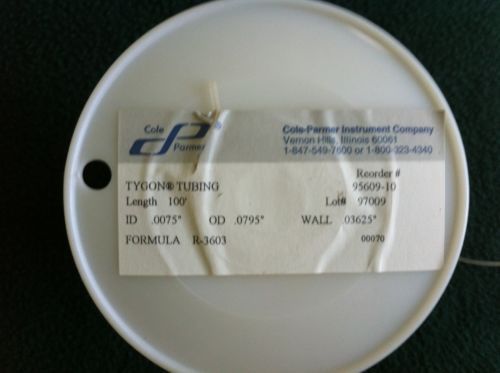 Cole
Parmer
Cole-Parmer Instrument Company
Vernon Hills, Illinois 60061
1-847-549-7600 or 1-800-323-4340
Reorder #
TYGON® TUBING 95609-10
Length 100' Lot# 97009
ID .0075" OD .0795" WALL .03625"
FORMULA R-3603 00070